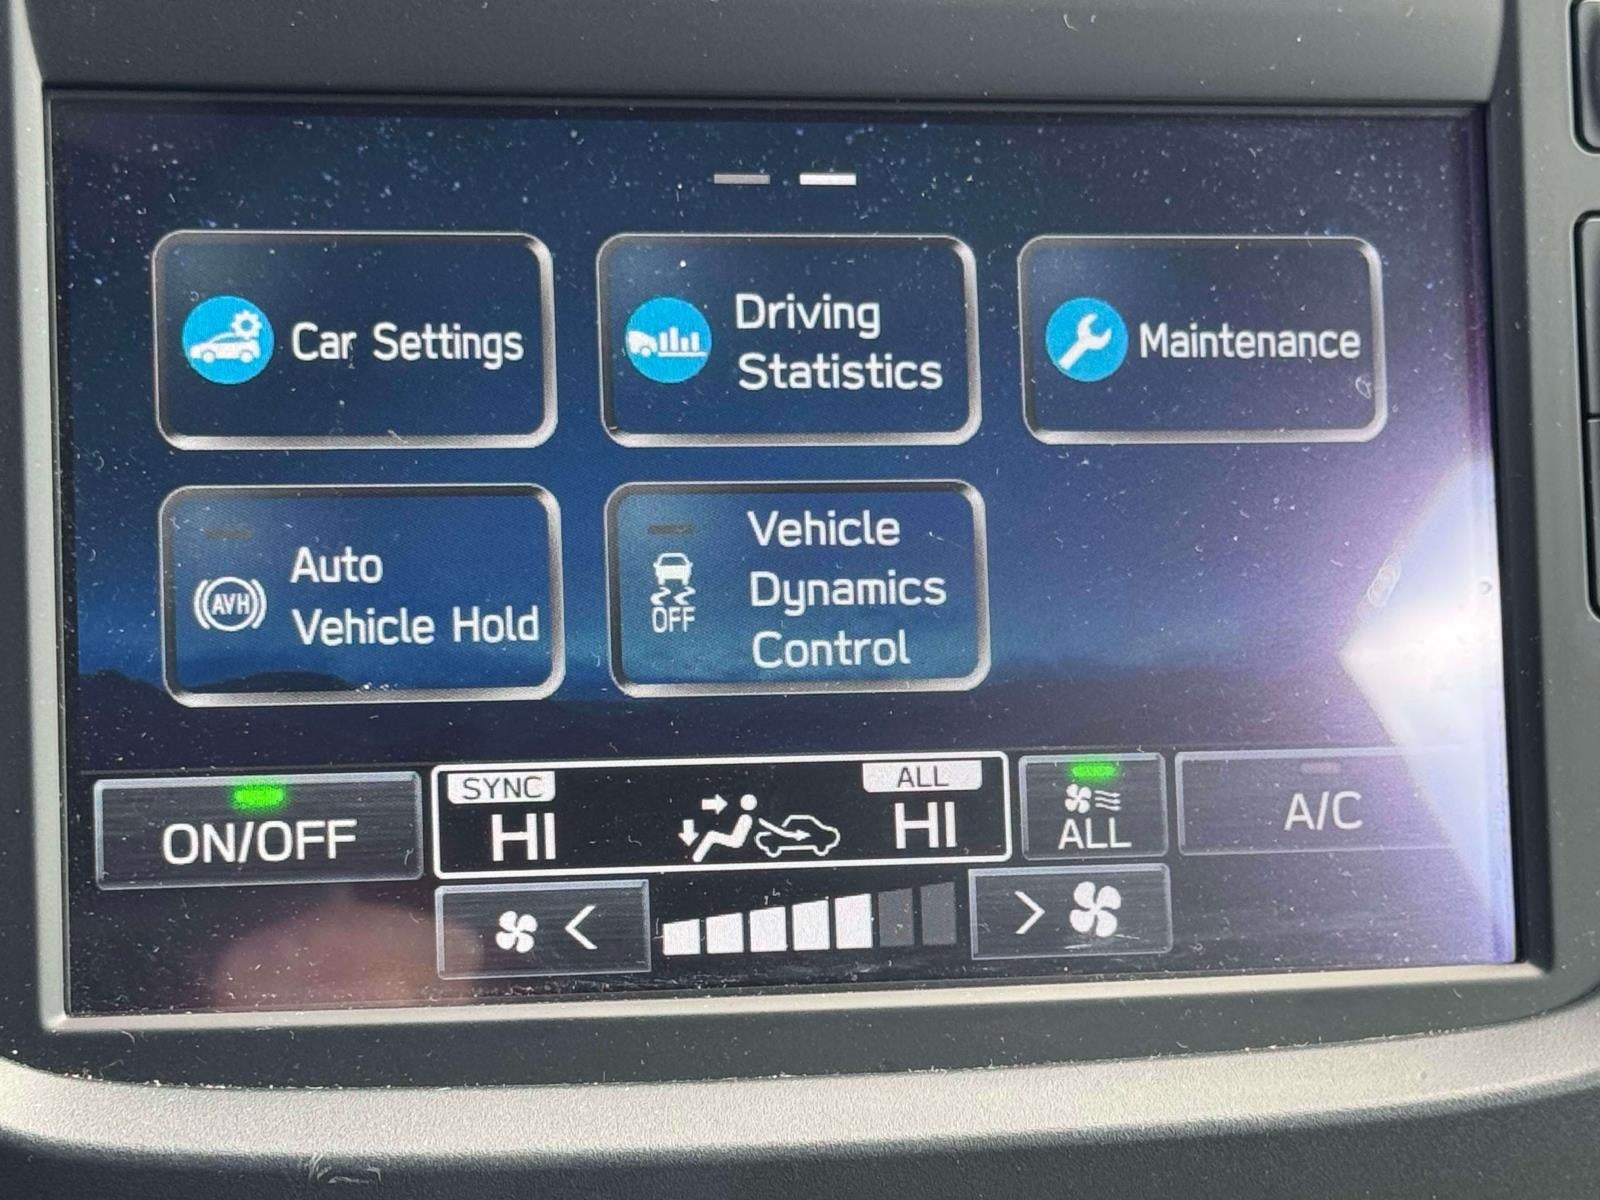 Car Settings
Driving
Statistics
Maintenance
AVH
Auto
Vehicle Hold
OFF
Vehicle
Dynamics
Control
ON/OFF
SYNC
HI
ALL
HI
ALL
A/C
<
>